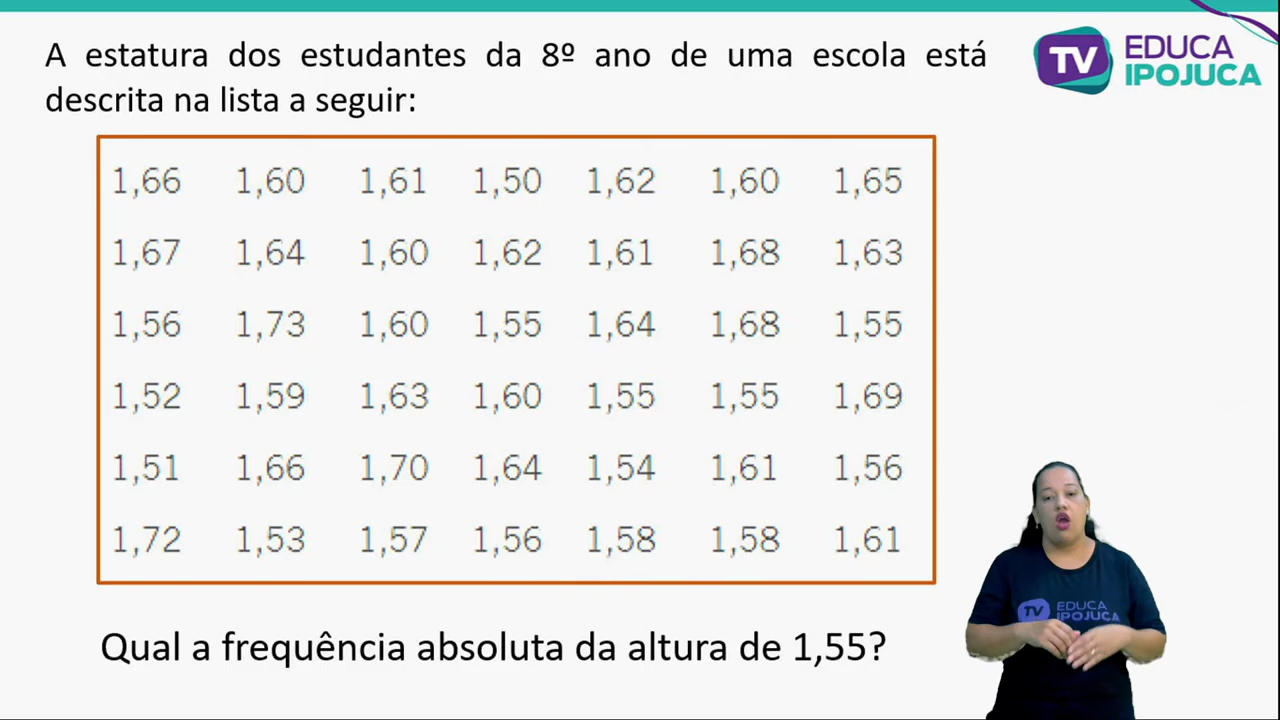 A estatura dos estudantes da 8º ano de uma escola está
descrita na lista a seguir:
TV EDUCA
IPOJUCA
1,66 1,60 1,61 1,50 1,62 1,60 1,65
1,67 1,64 1,60 1,62 1,61 1,68 1,63
1,56 1,73 1,60 1,55 1,64 1,68 1,55
1,52 1,59 1,63 1,60 1,55 1,55 1,69
1,51 1,66 1,70 1,64 1,54 1,61 1,56
1,72 1,53 1,57 1,56 1,58 1,58 1,61
TV EDUCA
IPOJUCA
Qual a frequência absoluta da altura de 1,55?